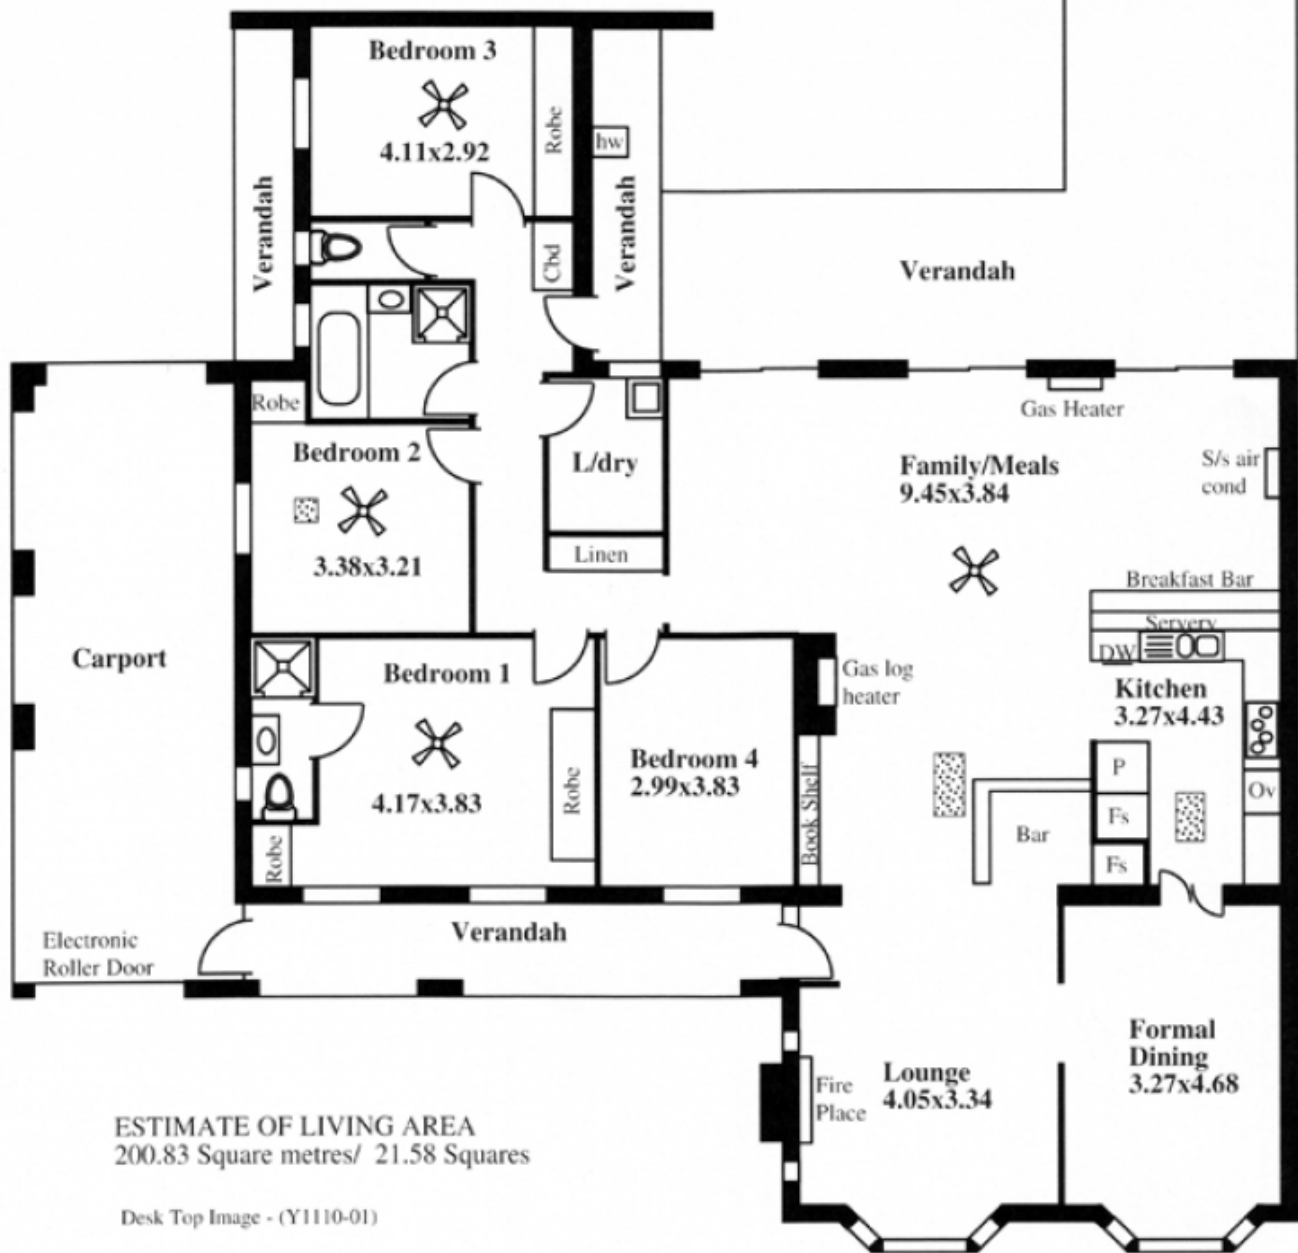 Bedroom 3
4.11x2.92
Robe
hw
Verandah
Verandah
Cbd
Verandah
Robe
Bedroom 2
3.38x3.21
L/dry
Linen
Gas Heater
Family/Meals
9.45x3.84
S/s air
cond
Breakfast Bar
Servery
DW
Kitchen
3.27x4.43
Carport
Bedroom 1
4.17x3.83
Robe
Robe
Bedroom 4
2.99x3.83
Gas log
heater
Book Shelf
P
Fs
Fs
Ov
Bar
Electronic
Roller Door
Verandah
Fire
Place
Lounge
4.05x3.34
Formal
Dining
3.27x4.68
ESTIMATE OF LIVING AREA
200.83 Square metres/ 21.58 Squares
Desk Top Image - (Y1110-01)